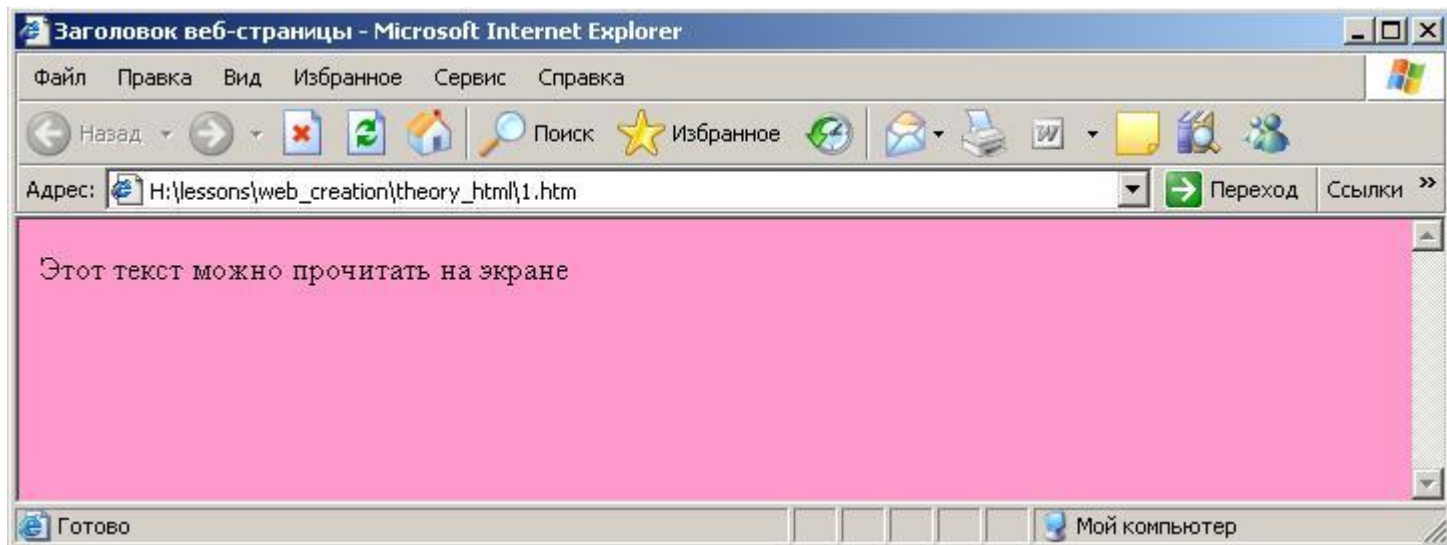 Заголовок веб-страницы - Microsoft Internet Explorer
Файл Правка Вид Избранное Сервис Справка
Назад Поиск Избранное W
Адрес: H:\lessons\web_creation\theory_html\1.htm Переход Ссылки »
Этот текст можно прочитать на экране
Готово Мой компьютер